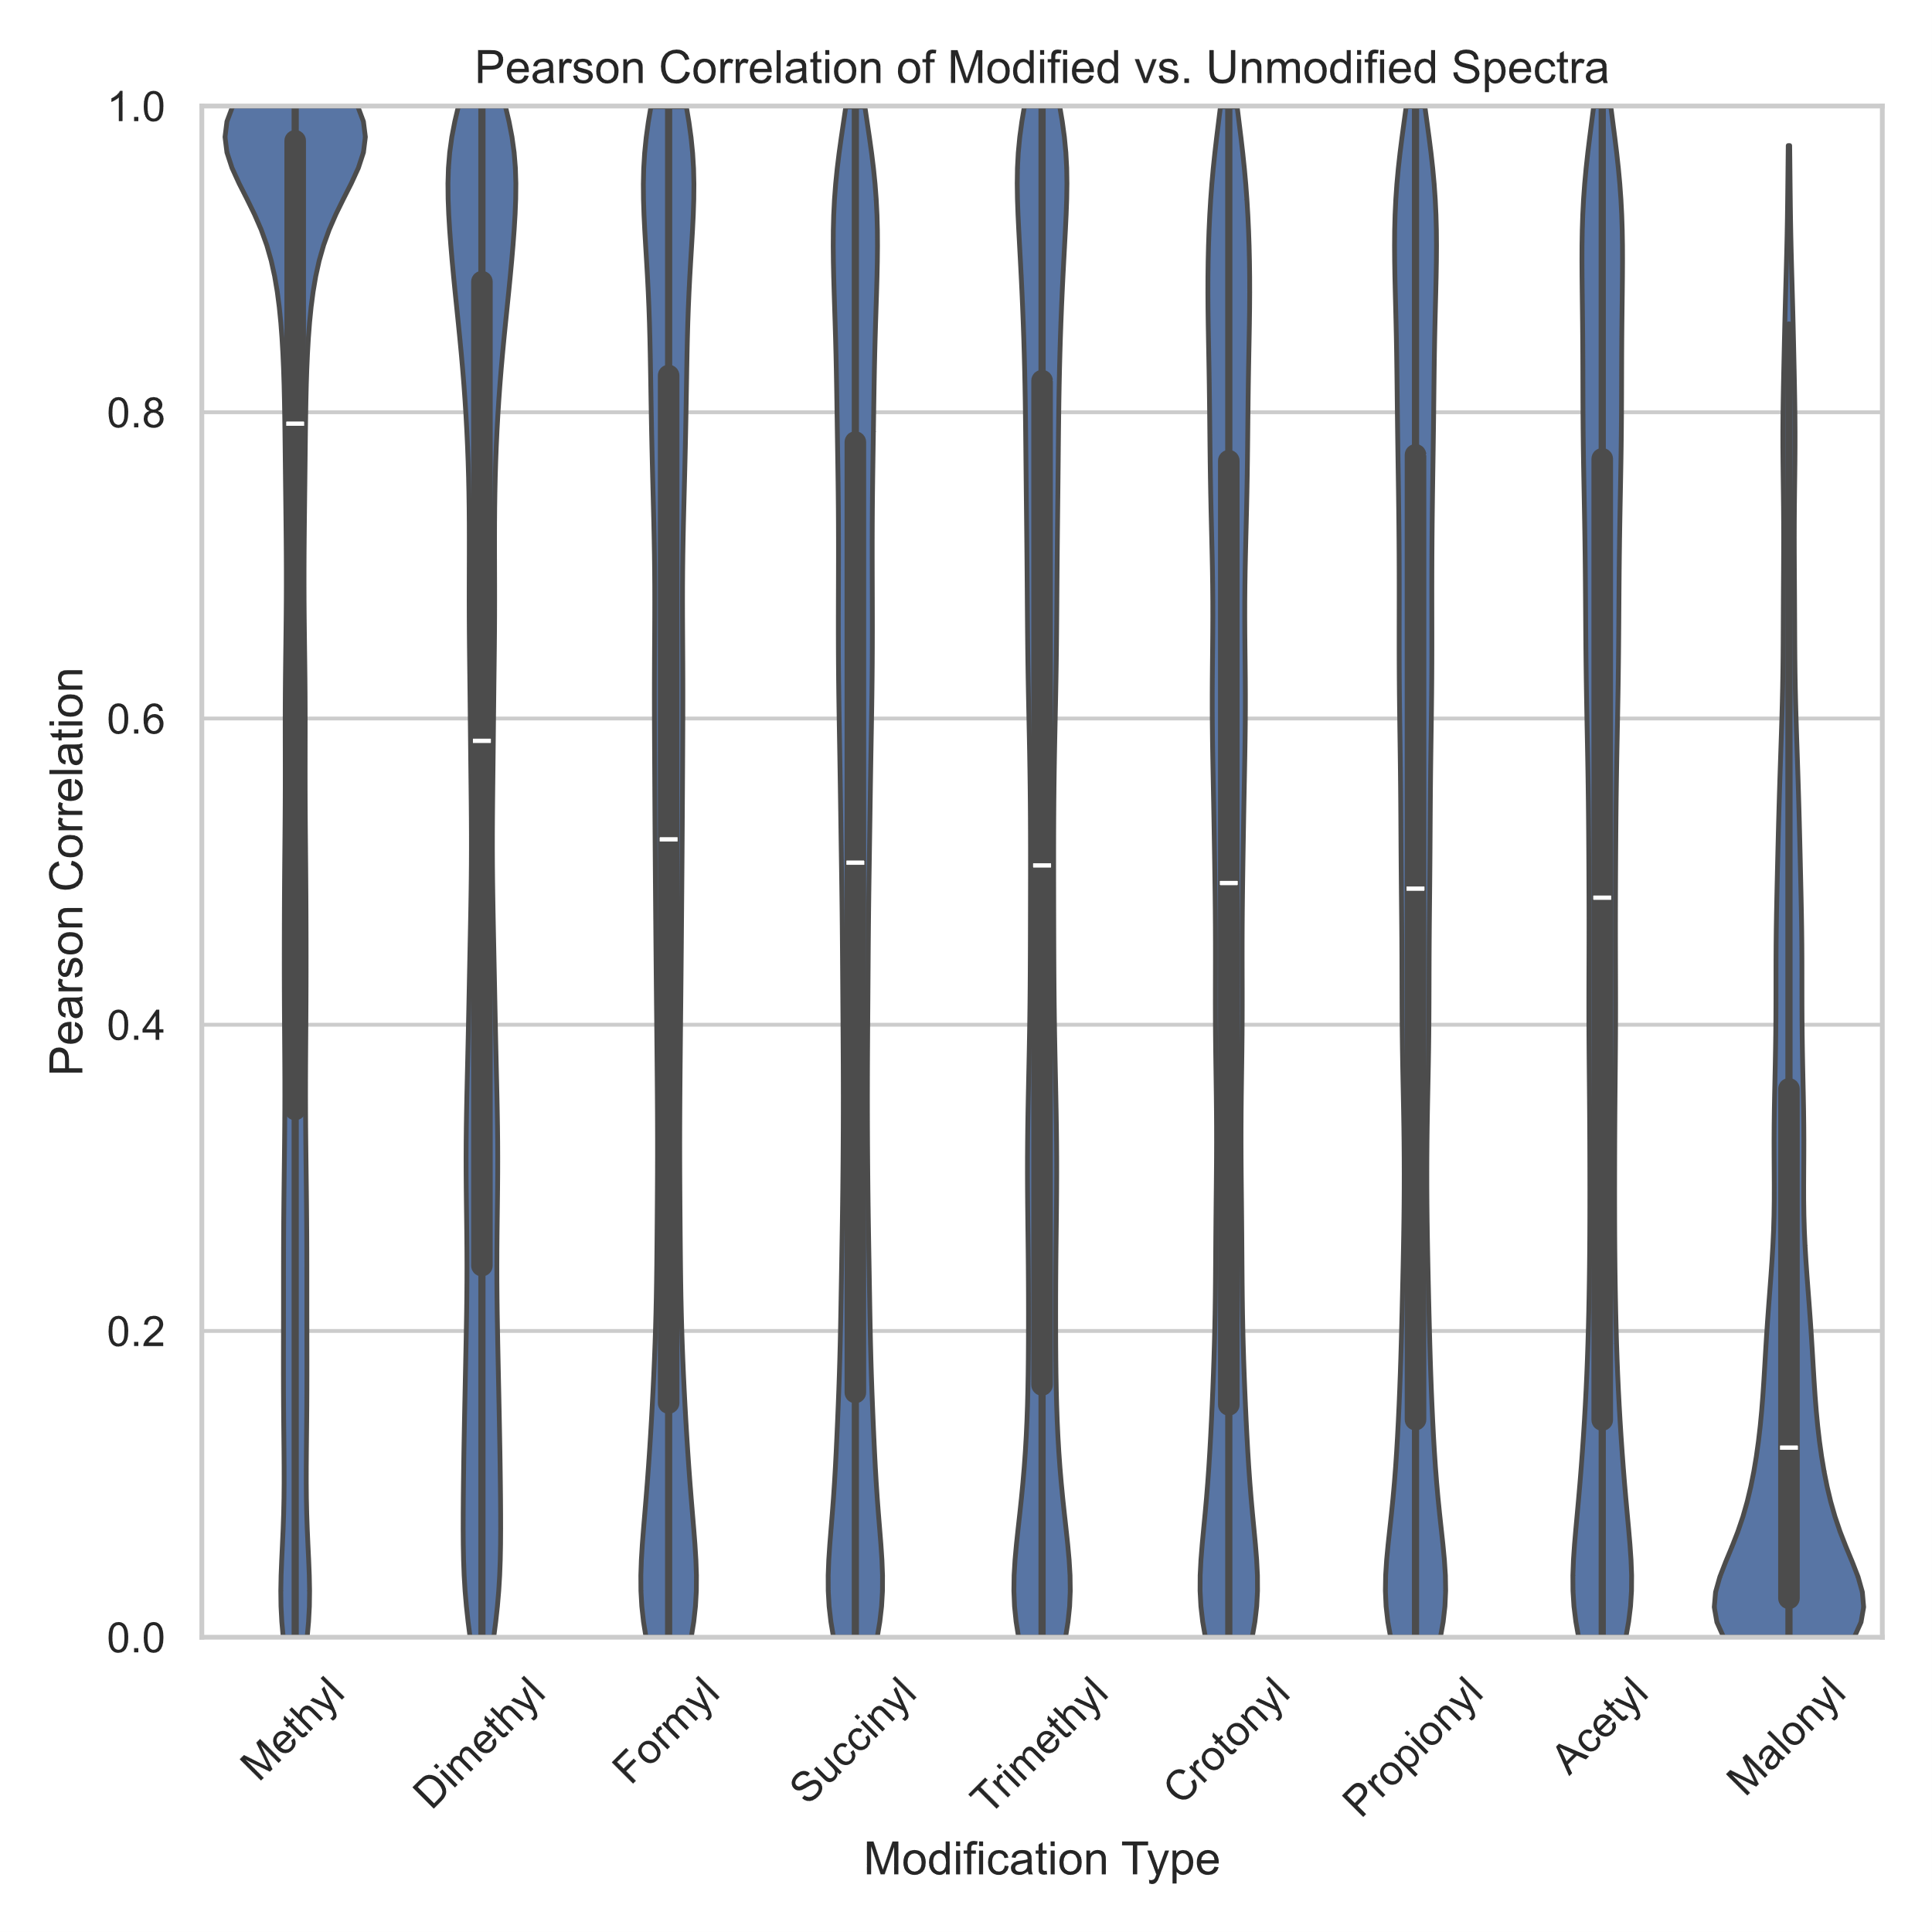 Pearson Correlation of Modified vs. Unmodified Spectra
1.0
0.8
0.6
0.4
0.2
0.0
Pearson Correlation
Methyl
Dimethyl
Formyl
Succinyl
Trimethyl
Crotonyl
Propionyl
Acetyl
Malonyl
Modification Type